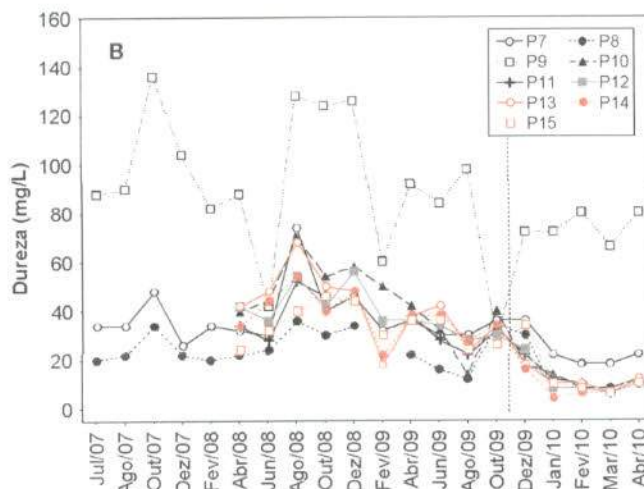 160
140
120
100
80
60
40
20
0
Dureza (mg/L)
B
P7 P8
P9 P10
P11 P12
P13 P14
P15
Jul/07
Ago/07
Out/07
Dez/07
Fev/08
Abr/08
Jun/08
Ago/08
Out/08
Dez/08
Fev/09
Abr/09
Jun/09
Ago/09
Out/09
Dez/09
Jan/10
Fev/10
Mar/10
Abr/10